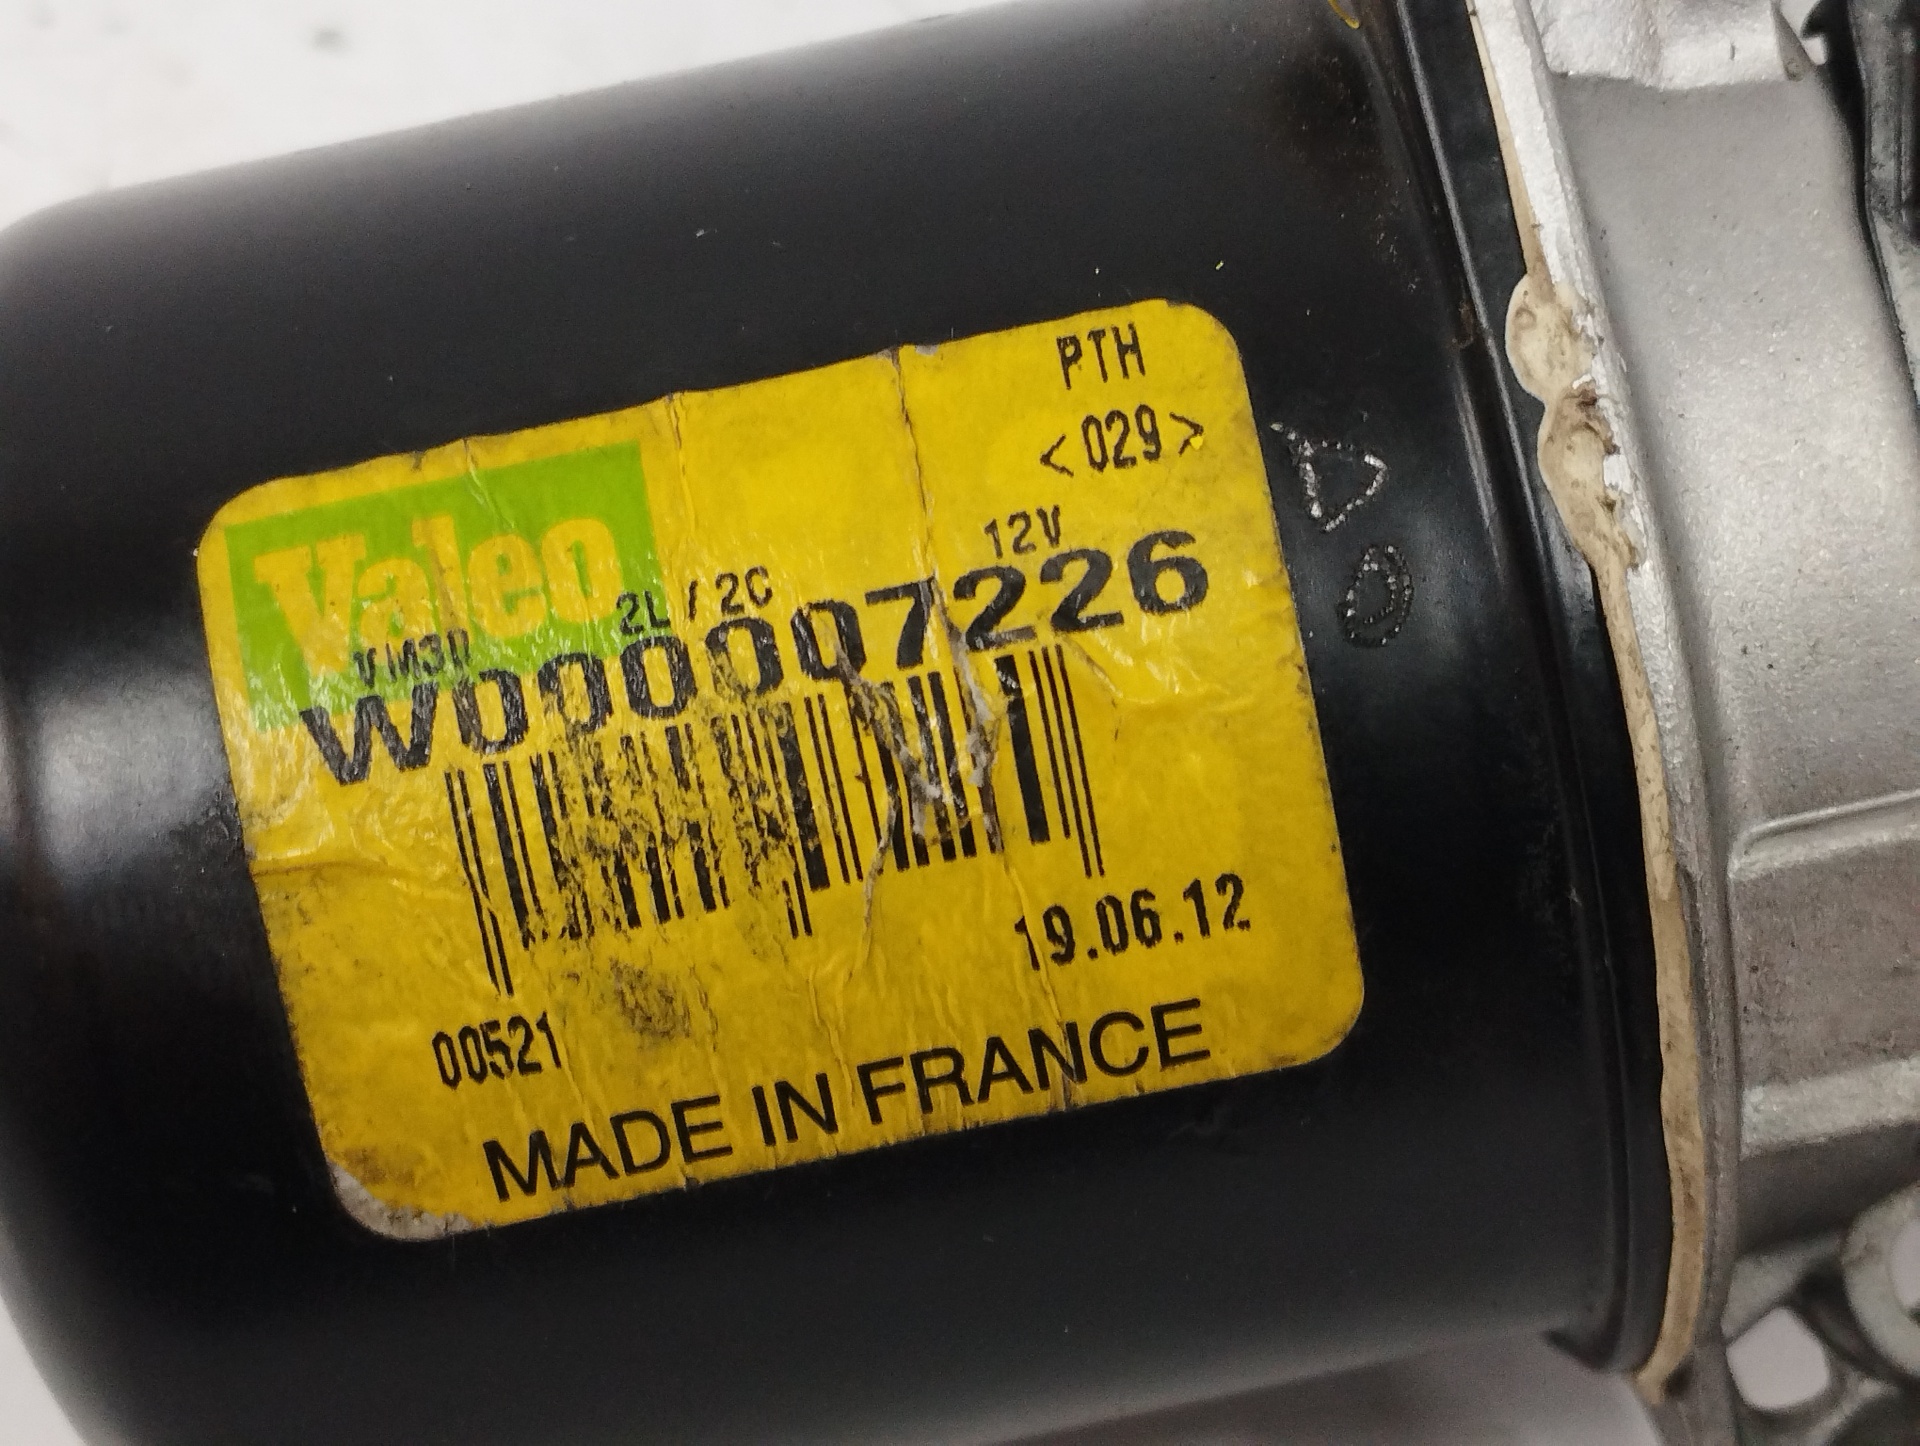 PTH
<029>
Valeo
12V
2L / 2C
W000007226
19.06.12
00521
MADE IN FRANCE